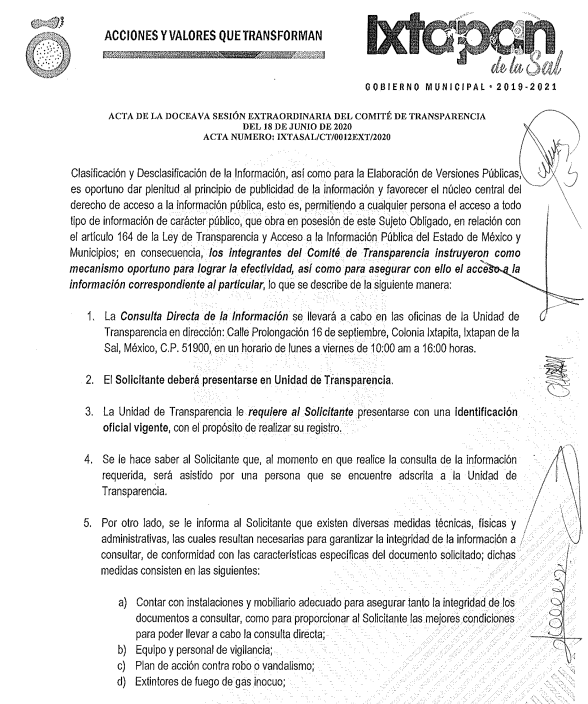 ACCIONES Y VALORES QUE TRANSFORMAN
Ixtapan
de la Sal
GOBIERNO MUNICIPAL • 2019-2021
ACTA DE LA DOCEAVA SESIÓN EXTRAORDINARIA DEL COMITÉ DE TRANSPARENCIA
DEL 18 DE JUNIO DE 2020
ACTA NUMERO: IXTASAL/CT/0012EXT/2020
Clasificación y Desclasificación de la Información, así como para la Elaboración de Versiones Públicas,
es oportuno dar plenitud al principio de publicidad de la información y favorecer el núcleo central del
derecho de acceso a la información pública, esto es, permitiendo a cualquier persona el acceso a todo
tipo de información de carácter público, que obra en posesión de este Sujeto Obligado, en relación con
el artículo 164 de la Ley de Transparencia y Acceso a la Información Pública del Estado de México y
Municipios; en consecuencia, los integrantes del Comité de Transparencia instruyeron como
mecanismo oportuno para lograr la efectividad, así como para asegurar con ello el acceso a la
información correspondiente al particular, lo que se describe de la siguiente manera:
1. La Consulta Directa de la Información se llevará a cabo en las oficinas de la Unidad de
Transparencia en dirección: Calle Prolongación 16 de septiembre, Colonia Ixtapita, Ixtapan de la
Sal, México, C.P. 51900, en un horario de lunes a viernes de 10:00 am a 16:00 horas.
2. El Solicitante deberá presentarse en Unidad de Transparencia.
3. La Unidad de Transparencia le requiere al Solicitante presentarse con una identificación
oficial vigente, con el propósito de realizar su registro.
4. Se le hace saber al Solicitante que, al momento en que realice la consulta de la información
requerida, será asistido por una persona que se encuentre adscrita a la Unidad de
Transparencia.
5. Por otro lado, se le informa al Solicitante que existen diversas medidas técnicas, físicas y
administrativas, las cuales resultan necesarias para garantizar la integridad de la información a
consultar, de conformidad con las características específicas del documento solicitado; dichas
medidas consisten en las siguientes:
a) Contar con instalaciones y mobiliario adecuado para asegurar tanto la integridad de los
documentos a consultar, como para proporcionar al Solicitante las mejores condiciones
para poder llevar a cabo la consulta directa;
b) Equipo y personal de vigilancia;
c) Plan de acción contra robo o vandalismo;
d) Extintores de fuego de gas inocuo;